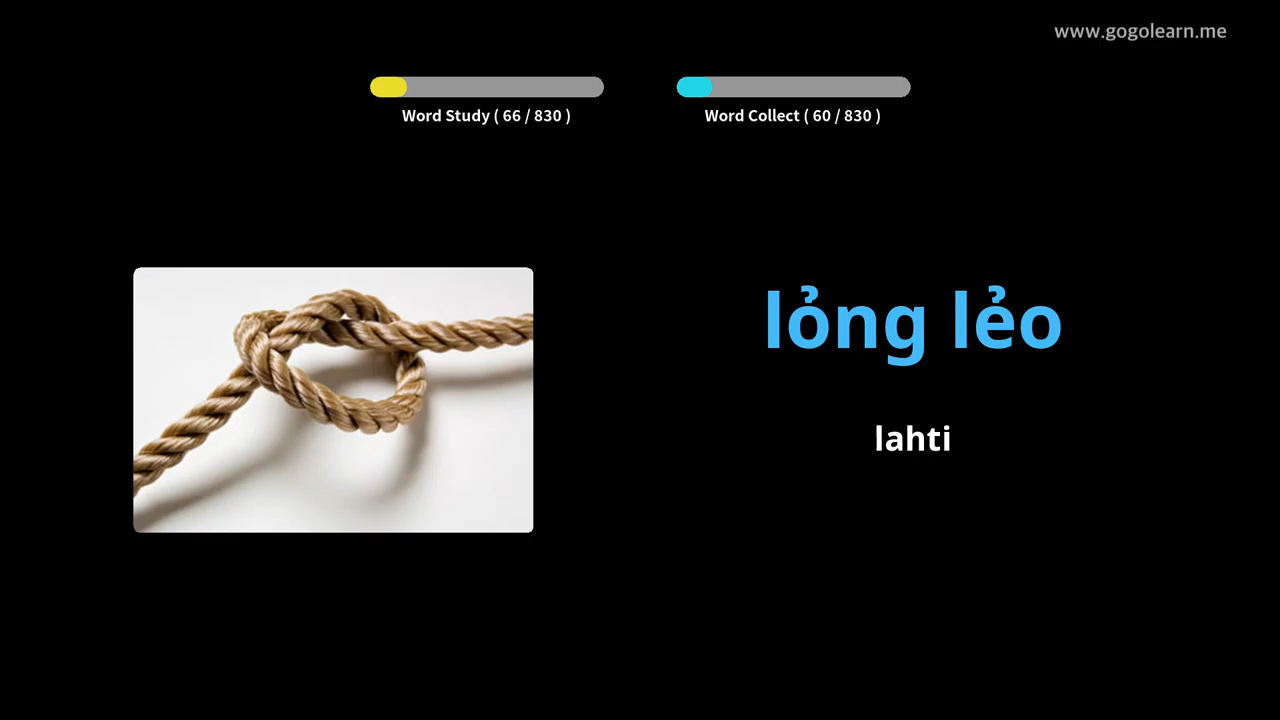 www.gogolearn.me
Word Study ( 66 / 830 )
Word Collect ( 60 / 830 )
lỏng lẻo
lahti